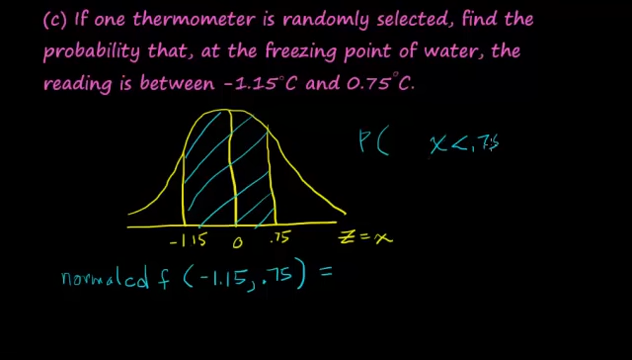 (c) If one thermometer is randomly selected, find the
probability that, at the freezing point of water, the
reading is between -1.15°C and 0.75°C.
P( x < .75
-1.15 0 .75 z = x
normalcdf (-1.15, .75) =